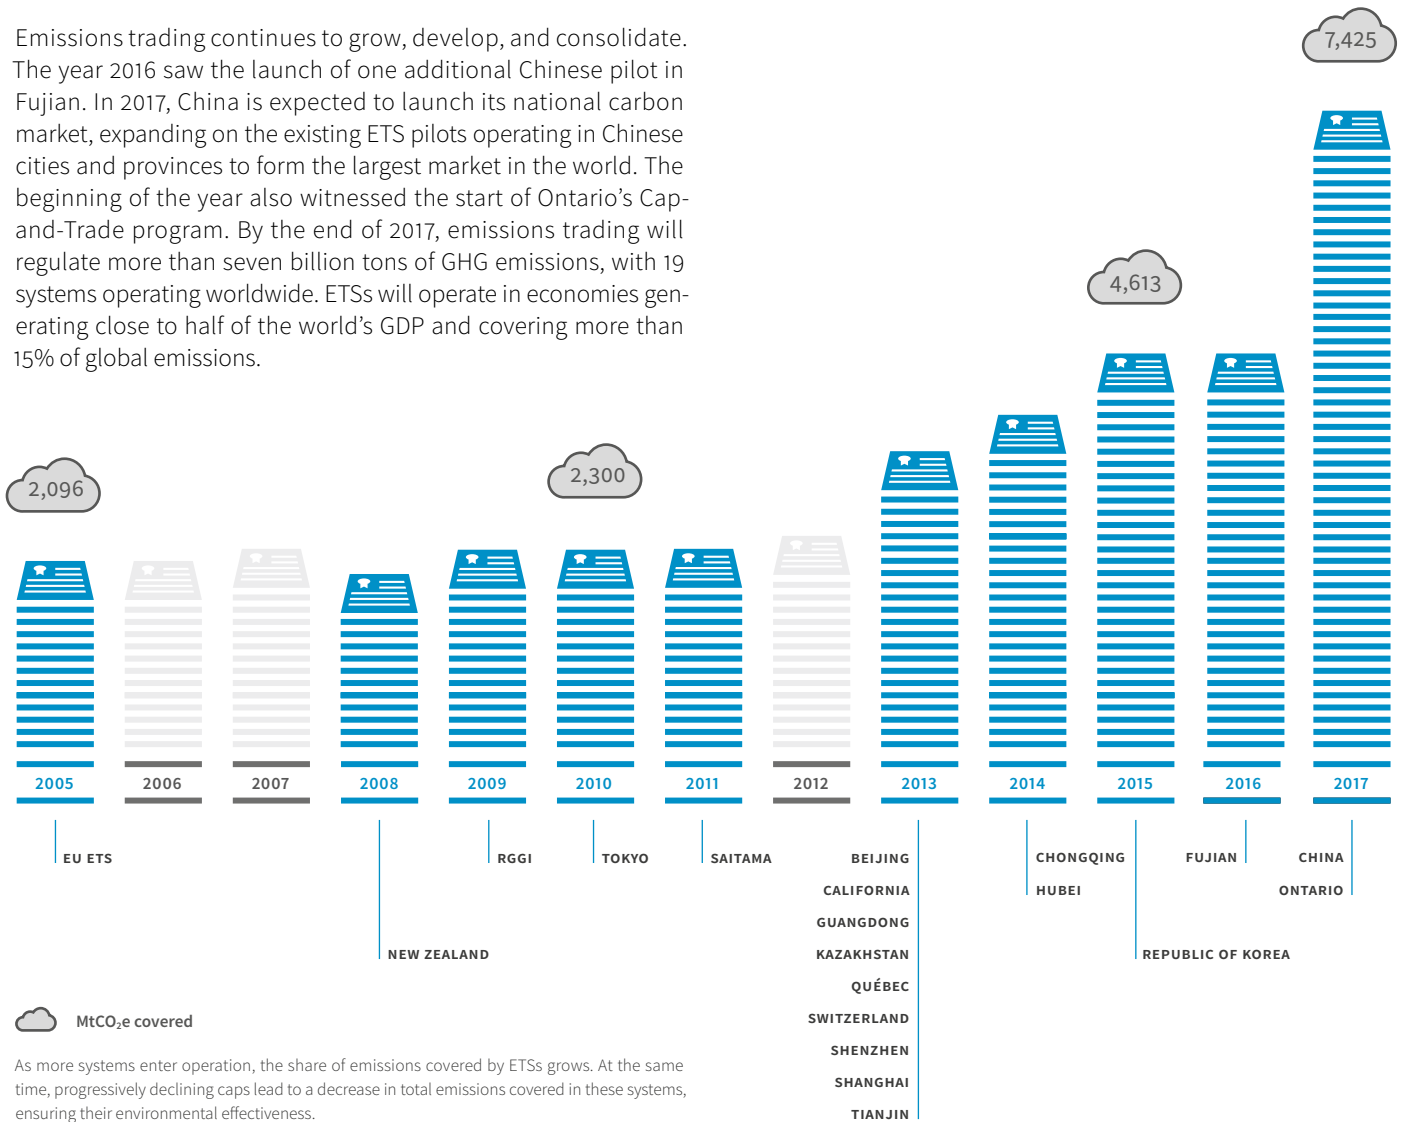 Emissions trading continues to grow, develop, and consolidate.
The year 2016 saw the launch of one additional Chinese pilot in
Fujian. In 2017, China is expected to launch its national carbon
market, expanding on the existing ETS pilots operating in Chinese
cities and provinces to form the largest market in the world. The
beginning of the year also witnessed the start of Ontario’s Cap-
and-Trade program. By the end of 2017, emissions trading will
regulate more than seven billion tons of GHG emissions, with 19
systems operating worldwide. ETSs will operate in economies gen-
erating close to half of the world’s GDP and covering more than
15% of global emissions.
7,425
4,613
2,300
2,096
2005
2006
2007
2008
2009
2010
2011
2012
2013
2014
2015
2016
2017
EU ETS
NEW ZEALAND
RGGI
TOKYO
SAITAMA
BEIJING
CALIFORNIA
GUANGDONG
KAZAKHSTAN
QUÉBEC
SWITZERLAND
SHENZHEN
SHANGHAI
TIANJIN
CHONGQING
HUBEI
REPUBLIC OF KOREA
FUJIAN
CHINA
ONTARIO
MtCO₂e covered
As more systems enter operation, the share of emissions covered by ETSs grows. At the same
time, progressively declining caps lead to a decrease in total emissions covered in these systems,
ensuring their environmental effectiveness.